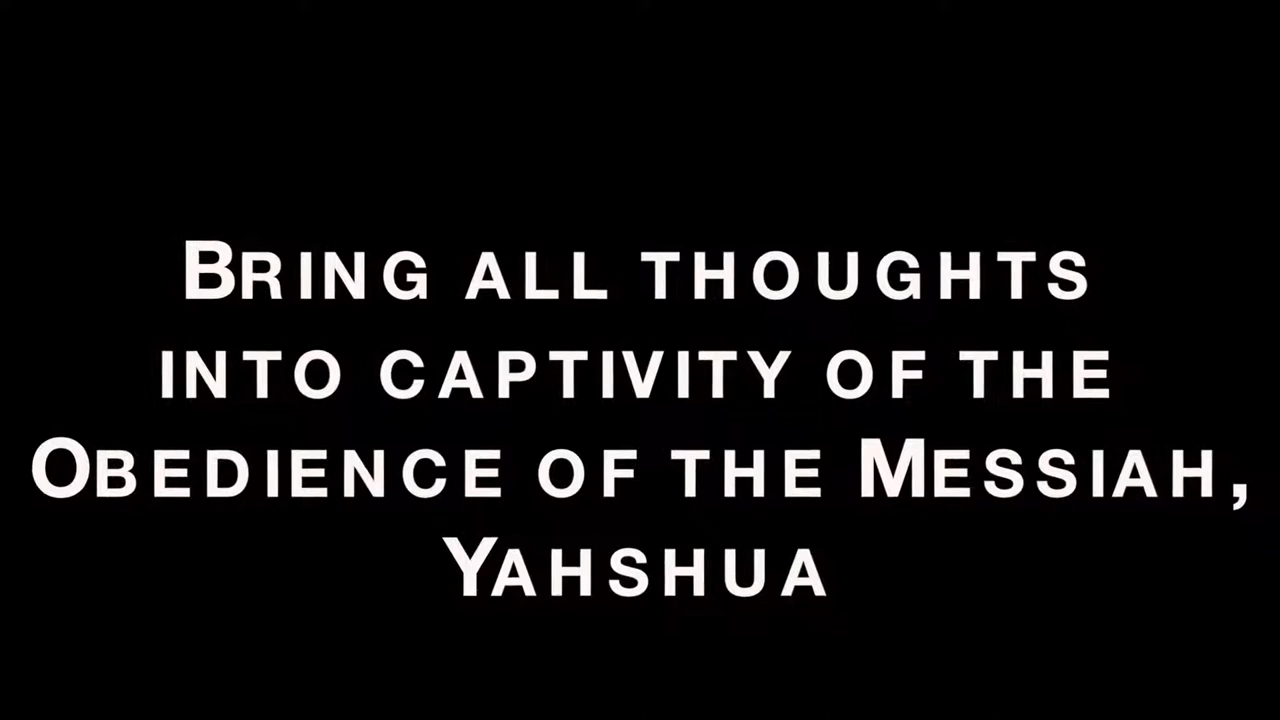 Bring all thoughts
into captivity of the
Obedience of the Messiah,
Yahshua